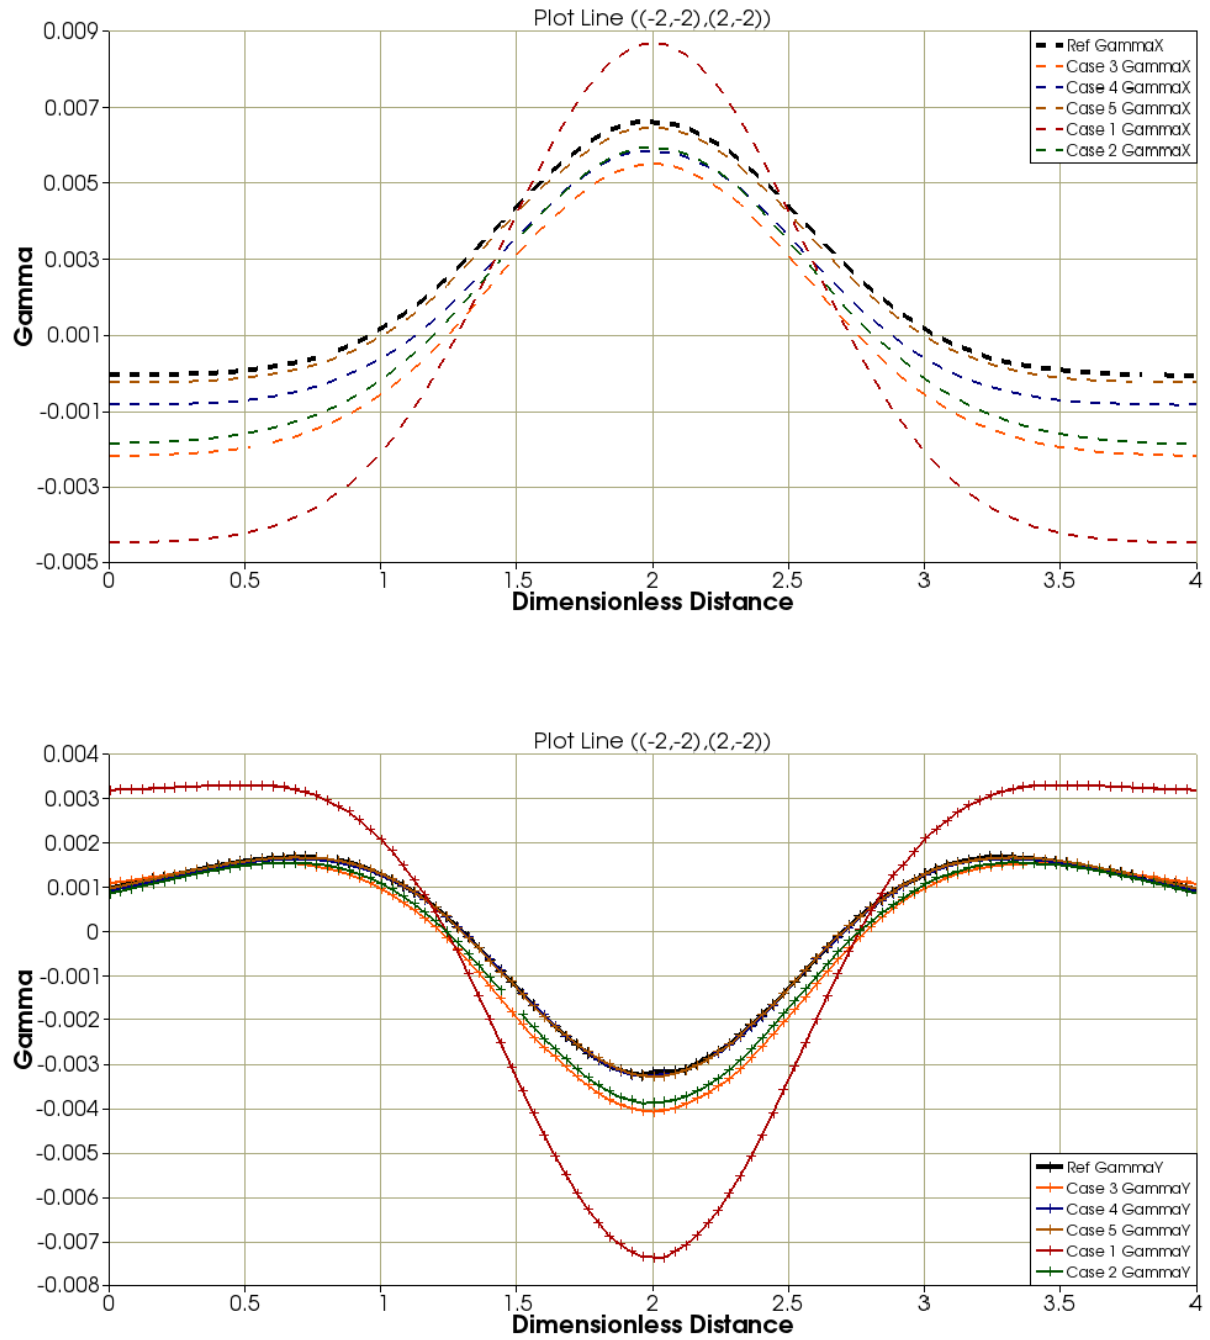 Plot Line ((-2,-2),(2,-2))
0.009
0.007
0.005
0.003
0.001
-0.001
-0.003
-0.005
Gamma
Ref GammaX
Case 3 GammaX
Case 4 GammaX
Case 5 GammaX
Case 1 GammaX
Case 2 GammaX
0 0.5 1 1.5 2 2.5 3 3.5 4
Dimensionless Distance
Plot Line ((-2,-2),(2,-2))
0.004
0.003
0.002
0.001
0
-0.001
-0.002
-0.003
-0.004
-0.005
-0.006
-0.007
-0.008
Gamma
Ref GammaY
Case 3 GammaY
Case 4 GammaY
Case 5 GammaY
Case 1 GammaY
Case 2 GammaY
0 0.5 1 1.5 2 2.5 3 3.5 4
Dimensionless Distance